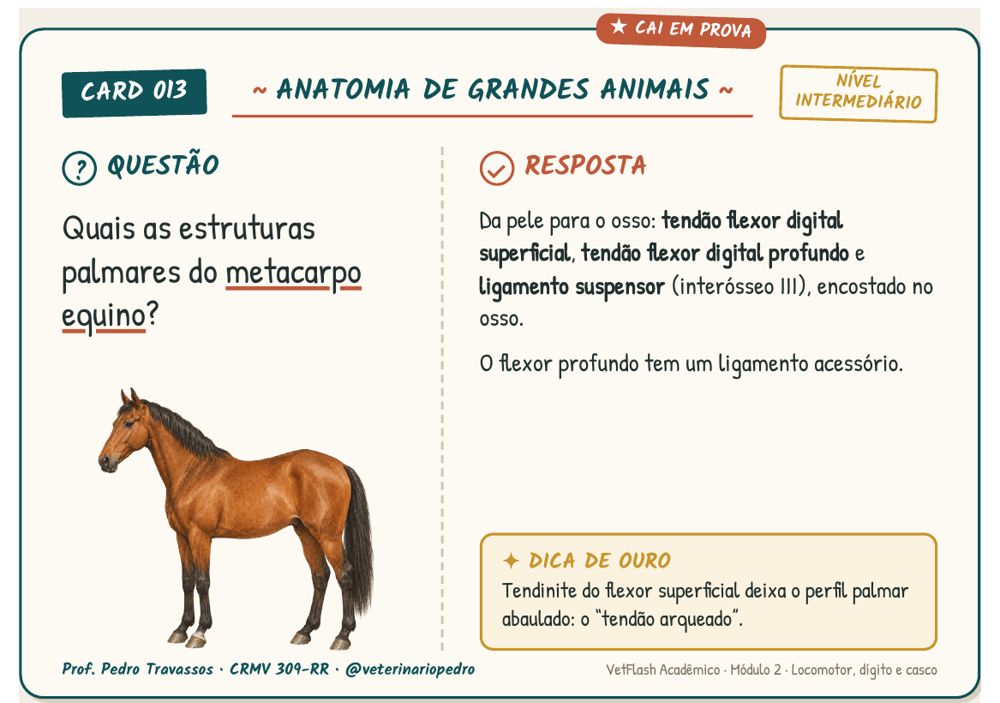 ★ CAI EM PROVA
CARD 013
~ ANATOMIA DE GRANDES ANIMAIS ~
NÍVEL
INTERMEDIÁRIO
? QUESTÃO
Quais as estruturas
palmares do metacarpo
equino?
RESPOSTA
Da pele para o osso: tendão flexor digital
superficial, tendão flexor digital profundo e
ligamento suspensor (interósseo III), encostado no
osso.
O flexor profundo tem um ligamento acessório.
✦ DICA DE OURO
Tendinite do flexor superficial deixa o perfil palmar
abaulado: o “tendão arqueado”.
Prof. Pedro Travassos · CRMV 309-RR · @veterinariopedro
VetFlash Acadêmico · Módulo 2 · Locomotor, dígito e casco